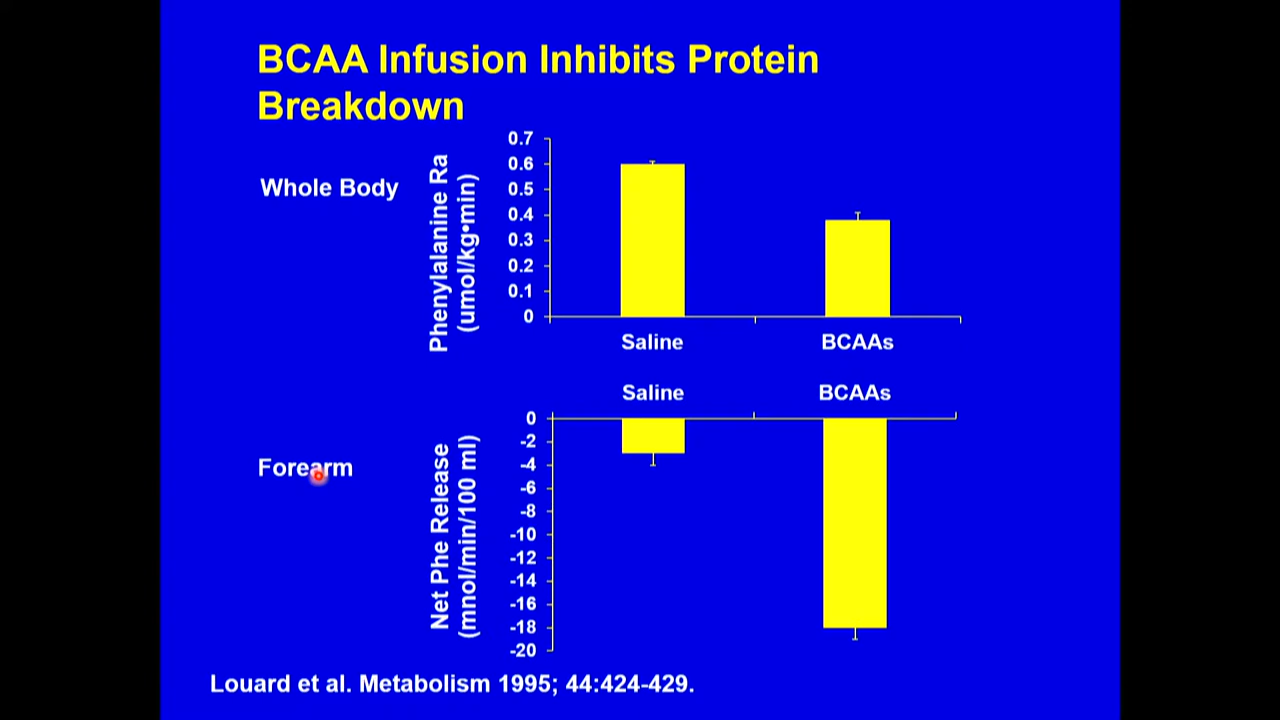 BCAA Infusion Inhibits Protein
Breakdown
Whole Body
Phenylalanine Ra
(umol/kg•min)
0.7
0.6
0.5
0.4
0.3
0.2
0.1
0
Saline BCAAs
Saline BCAAs
Forearm
Net Phe Release
(mnol/min/100 ml)
0
-2
-4
-6
-8
-10
-12
-14
-16
-18
-20
Louard et al. Metabolism 1995; 44:424-429.